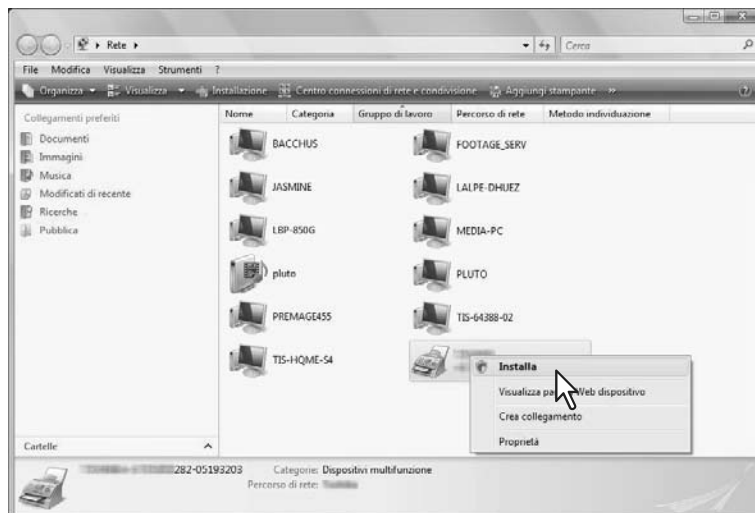 Rete
Cerca
File Modifica Visualizza Strumenti ?
Organizza Visualizza Installazione Centro connessioni di rete e condivisione Aggiungi stampante »
Collegamenti preferiti
Documenti
Immagini
Musica
Modificati di recente
Ricerche
Pubblica
Cartelle
Nome Categoria Gruppo di lavoro Percorso di rete Metodo individuazione
BACCHUS FOOTAGE_SERV
JASMINE LALPE-DHUEZ
LBP-850G MEDIA-PC
pluto PLUTO
PREMAGE455 TIS-64388-02
TIS-HQME-S4
Installa
Visualizza Web dispositivo
Crea collegamento
Proprietà
282-05193203 Categorie: Dispositivi multifunzione
Percorso di rete: